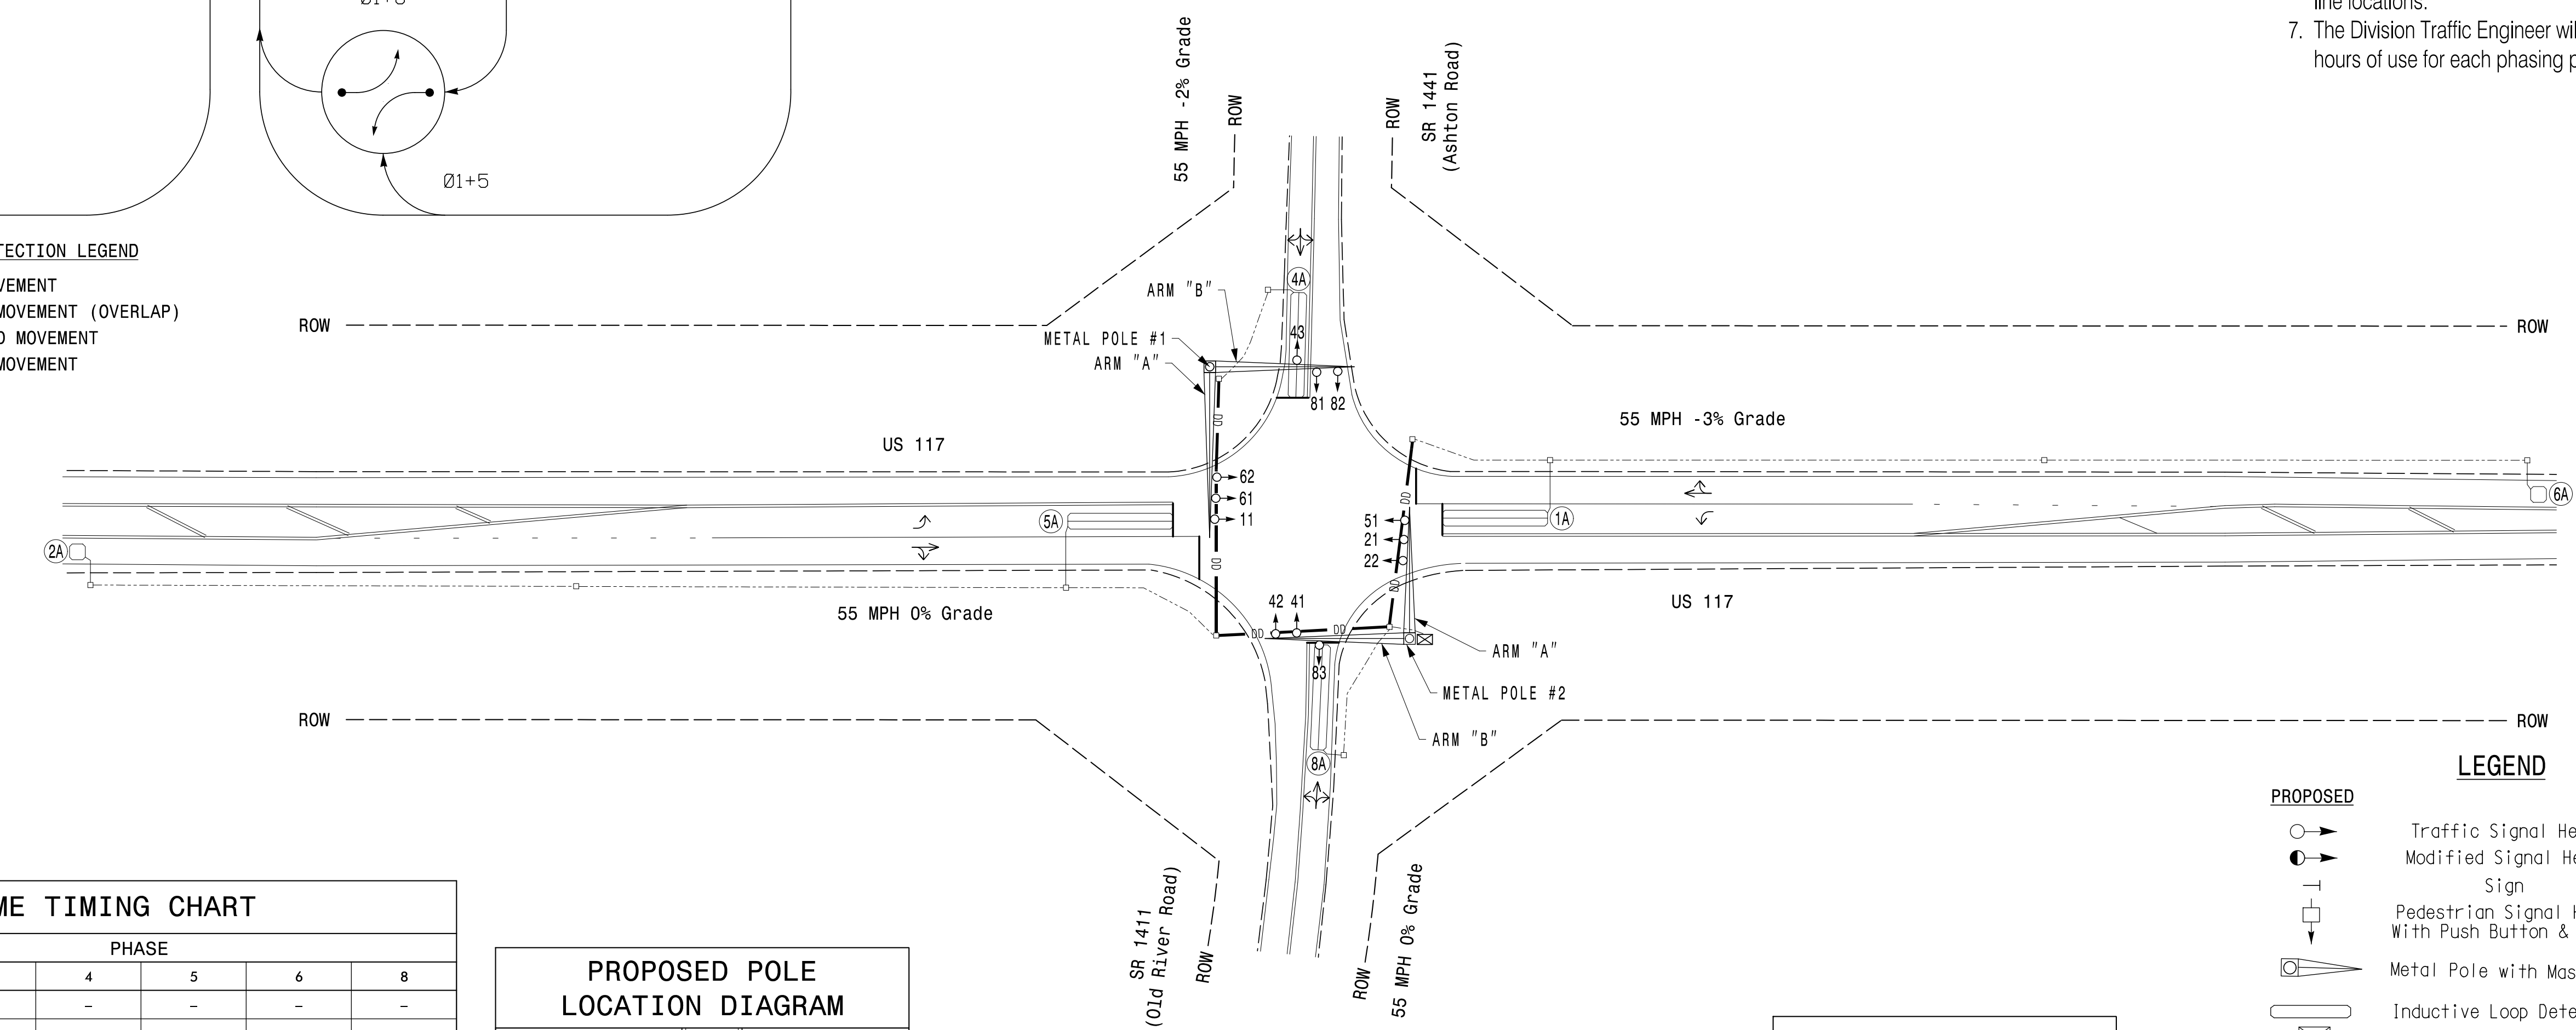 line locations.
7. The Division Traffic Engineer wil
hours of use for each phasing p
Ø1+5
TECTION LEGEND
VEMENT
MOVEMENT (OVERLAP)
D MOVEMENT
MOVEMENT
55 MPH -2% Grade
ROW
ROW
SR 1441
(Ashton Road)
4A
ARM "B"
43
METAL POLE #1
ARM "A"
81 82
ROW
ROW
US 117
55 MPH -3% Grade
62
61
11
5A
2A
51
21
22
1A
6A
55 MPH 0% Grade
US 117
42 41
83
ARM "A"
METAL POLE #2
ARM "B"
8A
ROW
ROW
SR 1411
(Old River Road)
ROW
ROW
55 MPH 0% Grade
LEGEND
PROPOSED
Traffic Signal He
Modified Signal He
Sign
Pedestrian Signal H
With Push Button &
Metal Pole with Mas
Inductive Loop Dete
ME TIMING CHART
PHASE
4 5 6 8
– – – –
PROPOSED POLE
LOCATION DIAGRAM